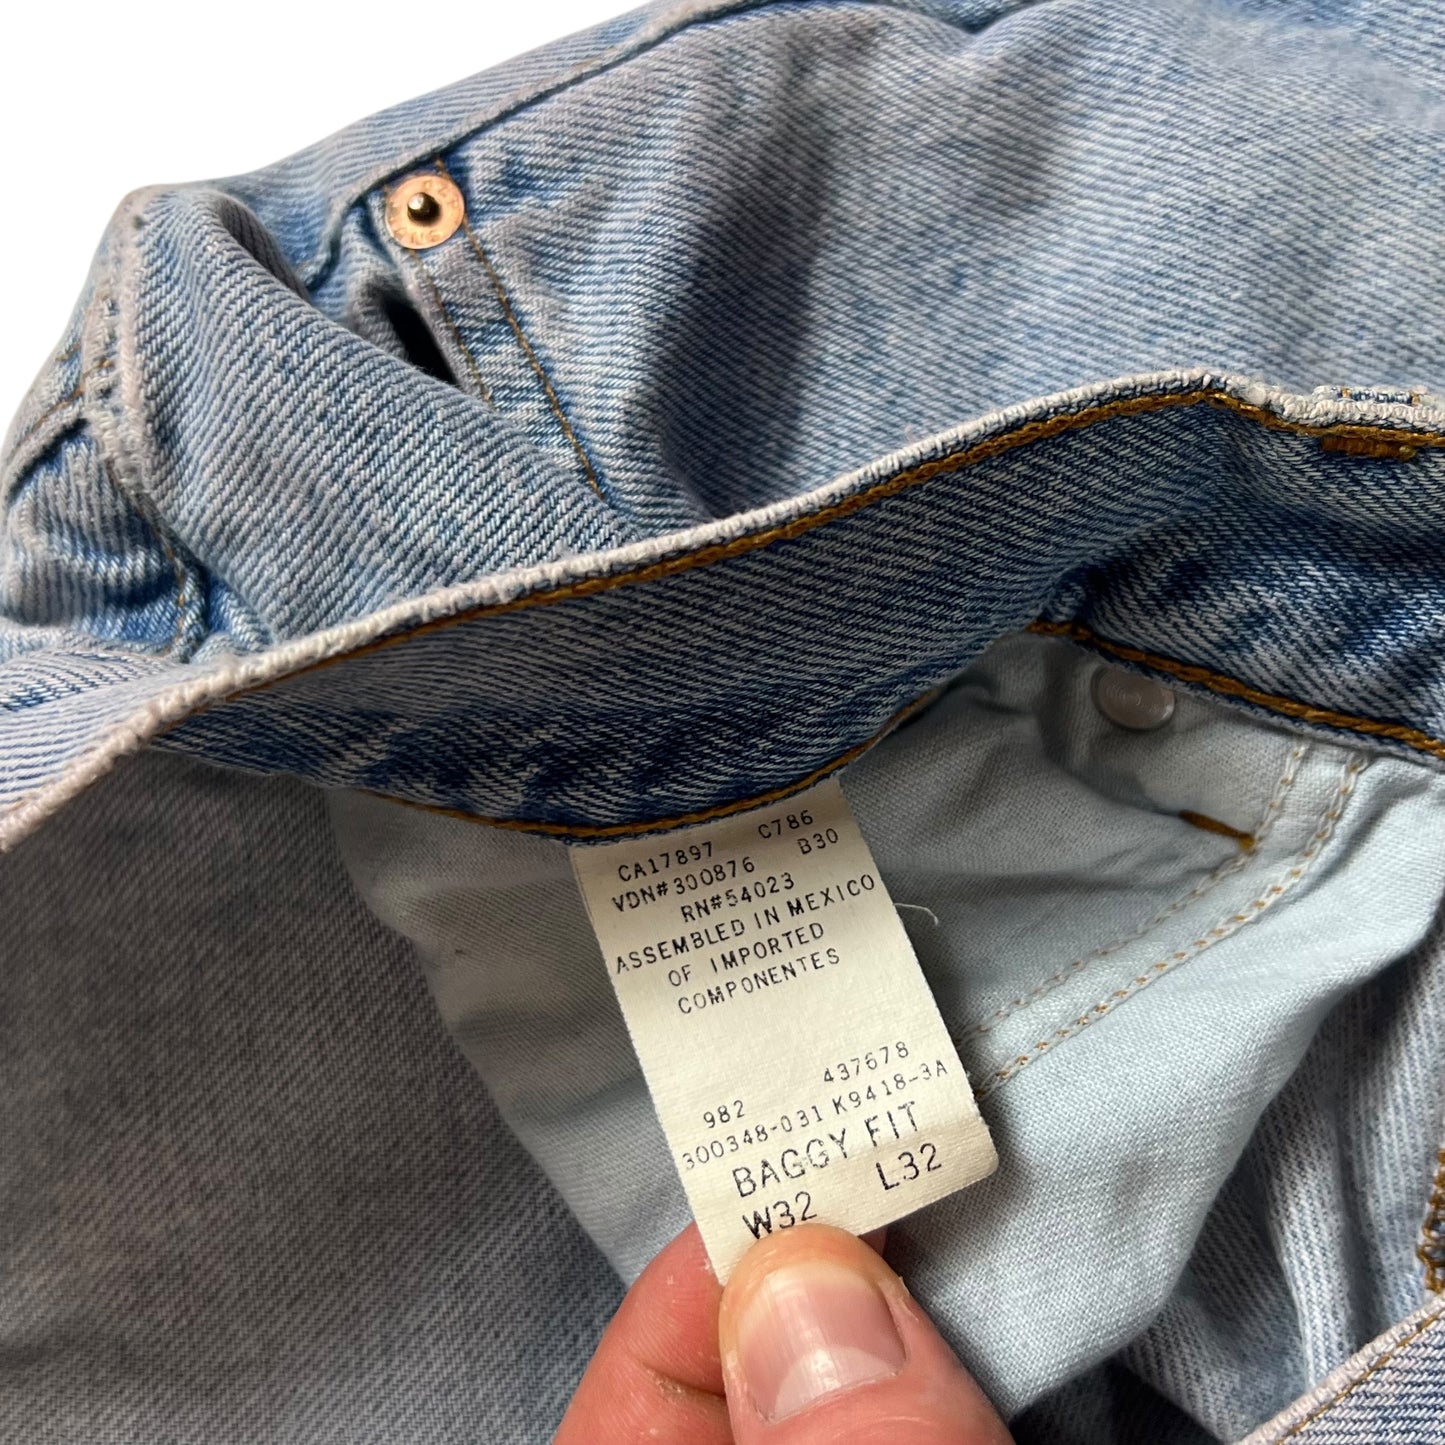 C786
CA17897 B30
VDN#300876
RN#54023
ASSEMBLED IN MEXICO
OF IMPORTED
COMPONENTES
437678
982
300348-031 K9418-3A
BAGGY FIT
W32 L32